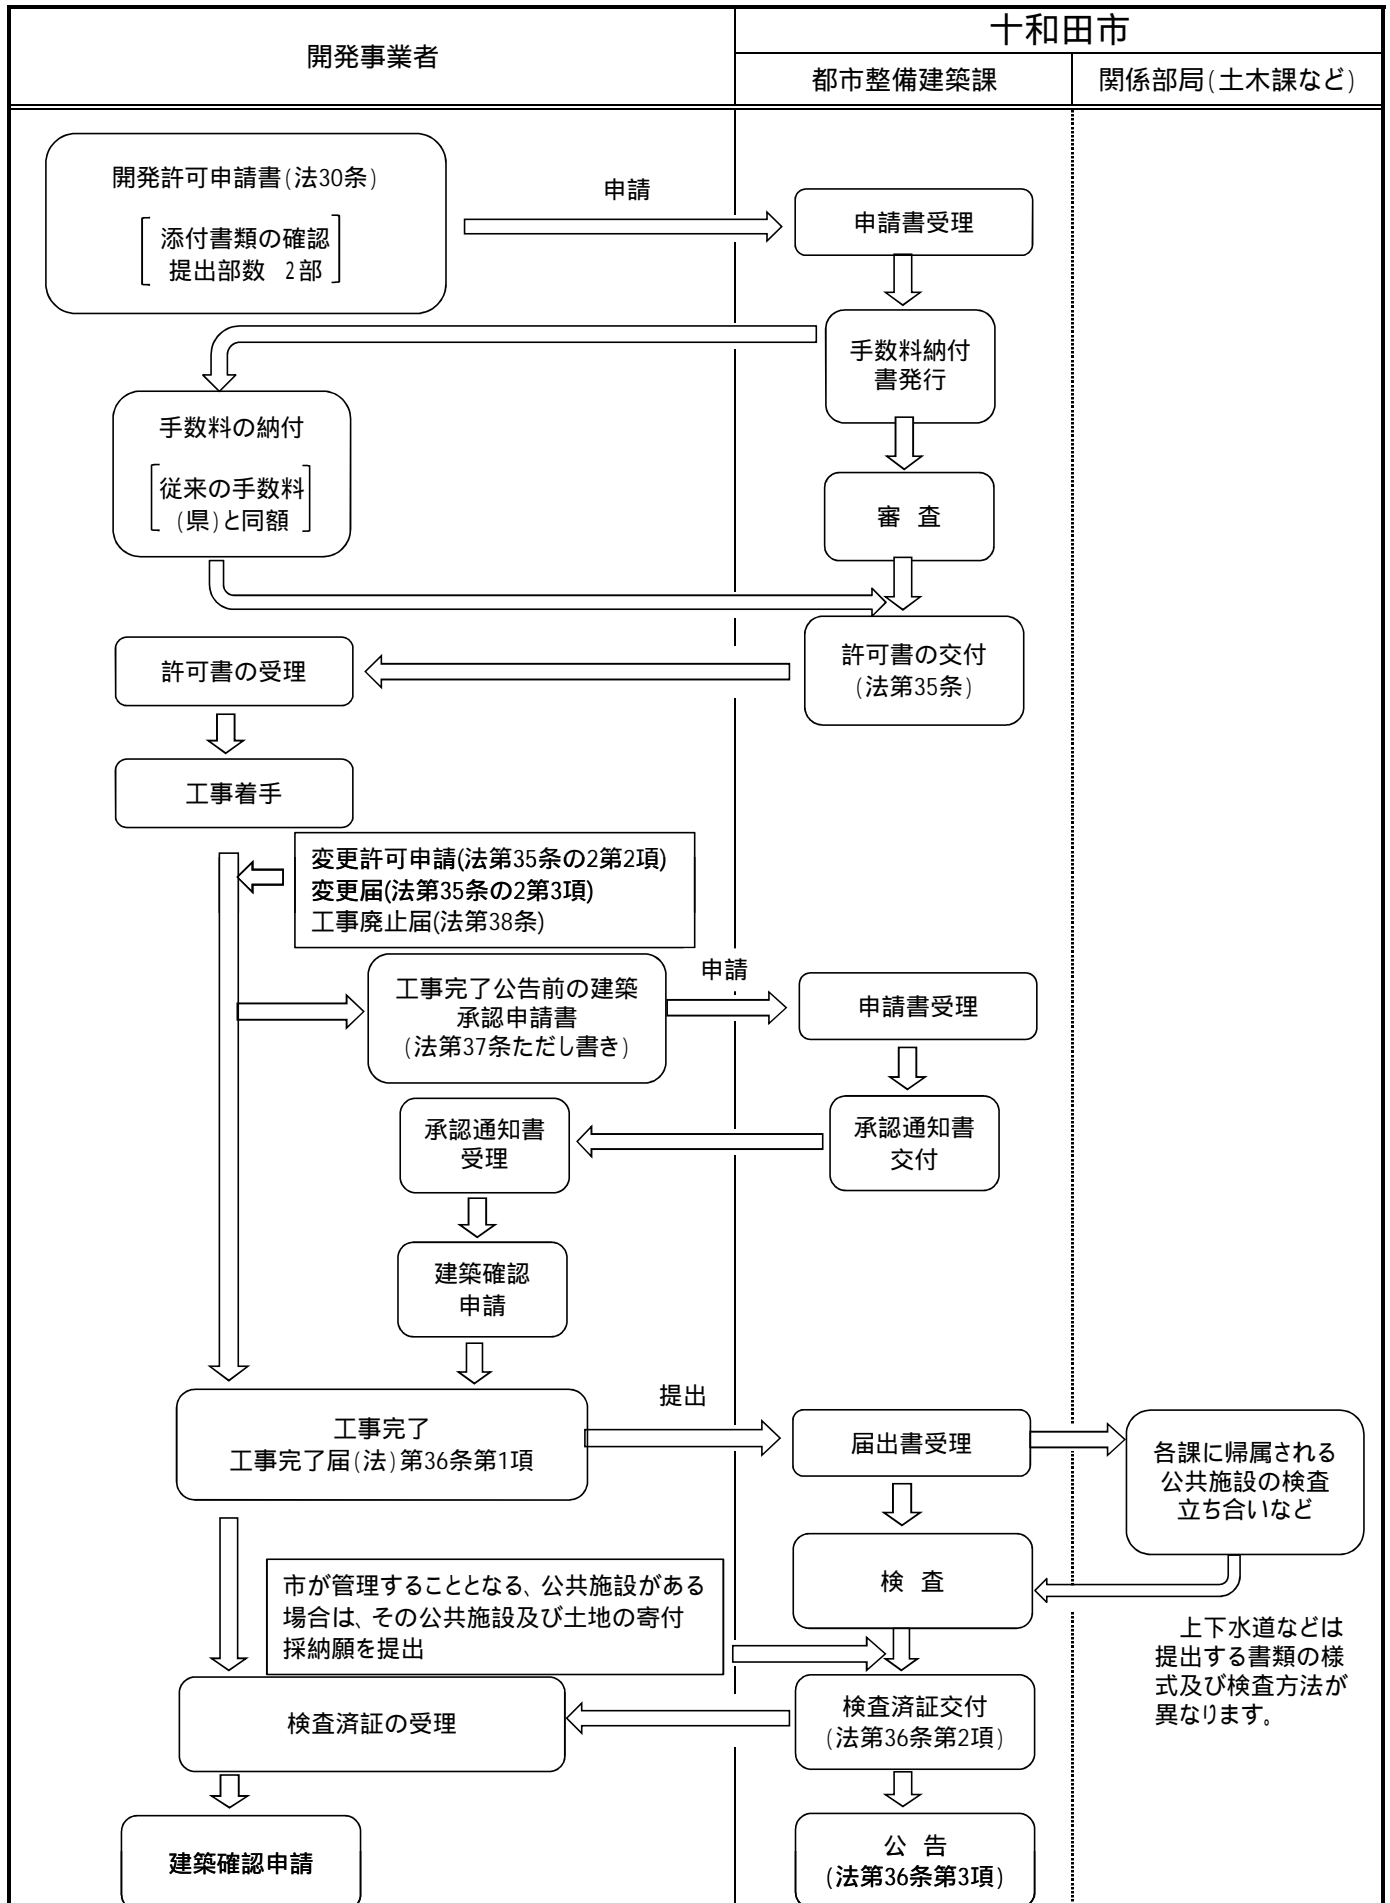 開発事業者
十和田市
都市整備建築課
関係部局(土木課など)
開発許可申請書(法30条)
添付書類の確認
提出部数 2部
申請
申請書受理
手数料納付
書発行
手数料の納付
従来の手数料
(県)と同額
審 査
許可書の交付
(法第35条)
許可書の受理
工事着手
変更許可申請(法第35条の2第2項)
変更届(法第35条の2第3項)
工事廃止届(法第38条)
工事完了公告前の建築
承認申請書
(法第37条ただし書き)
申請
申請書受理
承認通知書
交付
承認通知書
受理
建築確認
申請
工事完了
工事完了届(法)第36条第1項
提出
届出書受理
各課に帰属される
公共施設の検査
立ち合いなど
検 査
市が管理することとなる、公共施設がある
場合は、その公共施設及び土地の寄付
採納願を提出
上下水道などは
提出する書類の様
式及び検査方法が
異なります。
検査済証交付
(法第36条第2項)
検査済証の受理
建築確認申請
公 告
(法第36条第3項)